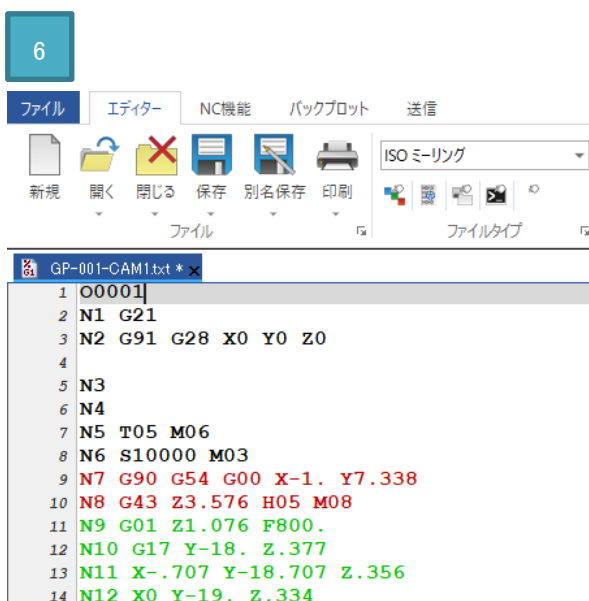 6
ファイル エディター NC機能 バックプロット 送信
新規 開く 閉じる 保存 別名保存 印刷
ISO ミーリング
ファイル ファイルタイプ
GP-001-CAM1.txt *
1 O0001
2 N1 G21
3 N2 G91 G28 X0 Y0 Z0
4
5 N3
6 N4
7 N5 T05 M06
8 N6 S10000 M03
9 N7 G90 G54 G00 X-1. Y7.338
10 N8 G43 Z3.576 H05 M08
11 N9 G01 Z1.076 F800.
12 N10 G17 Y-18. Z.377
13 N11 X-.707 Y-18.707 Z.356
14 N12 X0 Y-19. Z.334